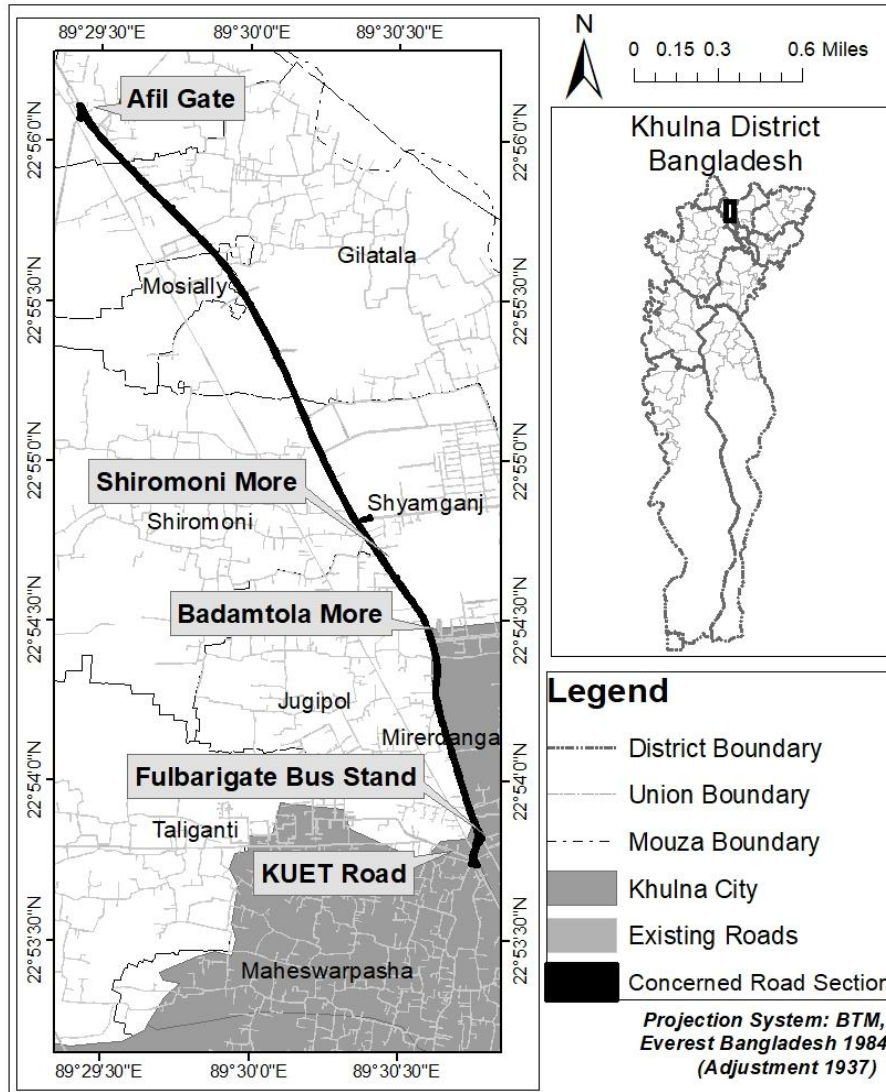 89°29'30"E 89°30'0"E 89°30'30"E
N
0 0.15 0.3 0.6 Miles
Afil Gate
22°56'0"N
22°56'0"N
Khulna District
Bangladesh
Gilatala
Mosially
22°55'30"N
22°55'30"N
22°55'0"N
22°55'0"N
Shiromoni More
Shyamganj
Shiromoni
Badamtola More
22°54'30"N
22°54'30"N
Jugipol
Mirerdanga
Fulbarigate Bus Stand
22°54'0"N
22°54'0"N
Taliganti
KUET Road
22°53'30"N
22°53'30"N
Maheswarpasha
89°29'30"E 89°30'0"E 89°30'30"E
Legend
District Boundary
Union Boundary
Mouza Boundary
Khulna City
Existing Roads
Concerned Road Section
Projection System: BTM,
Everest Bangladesh 1984
(Adjustment 1937)